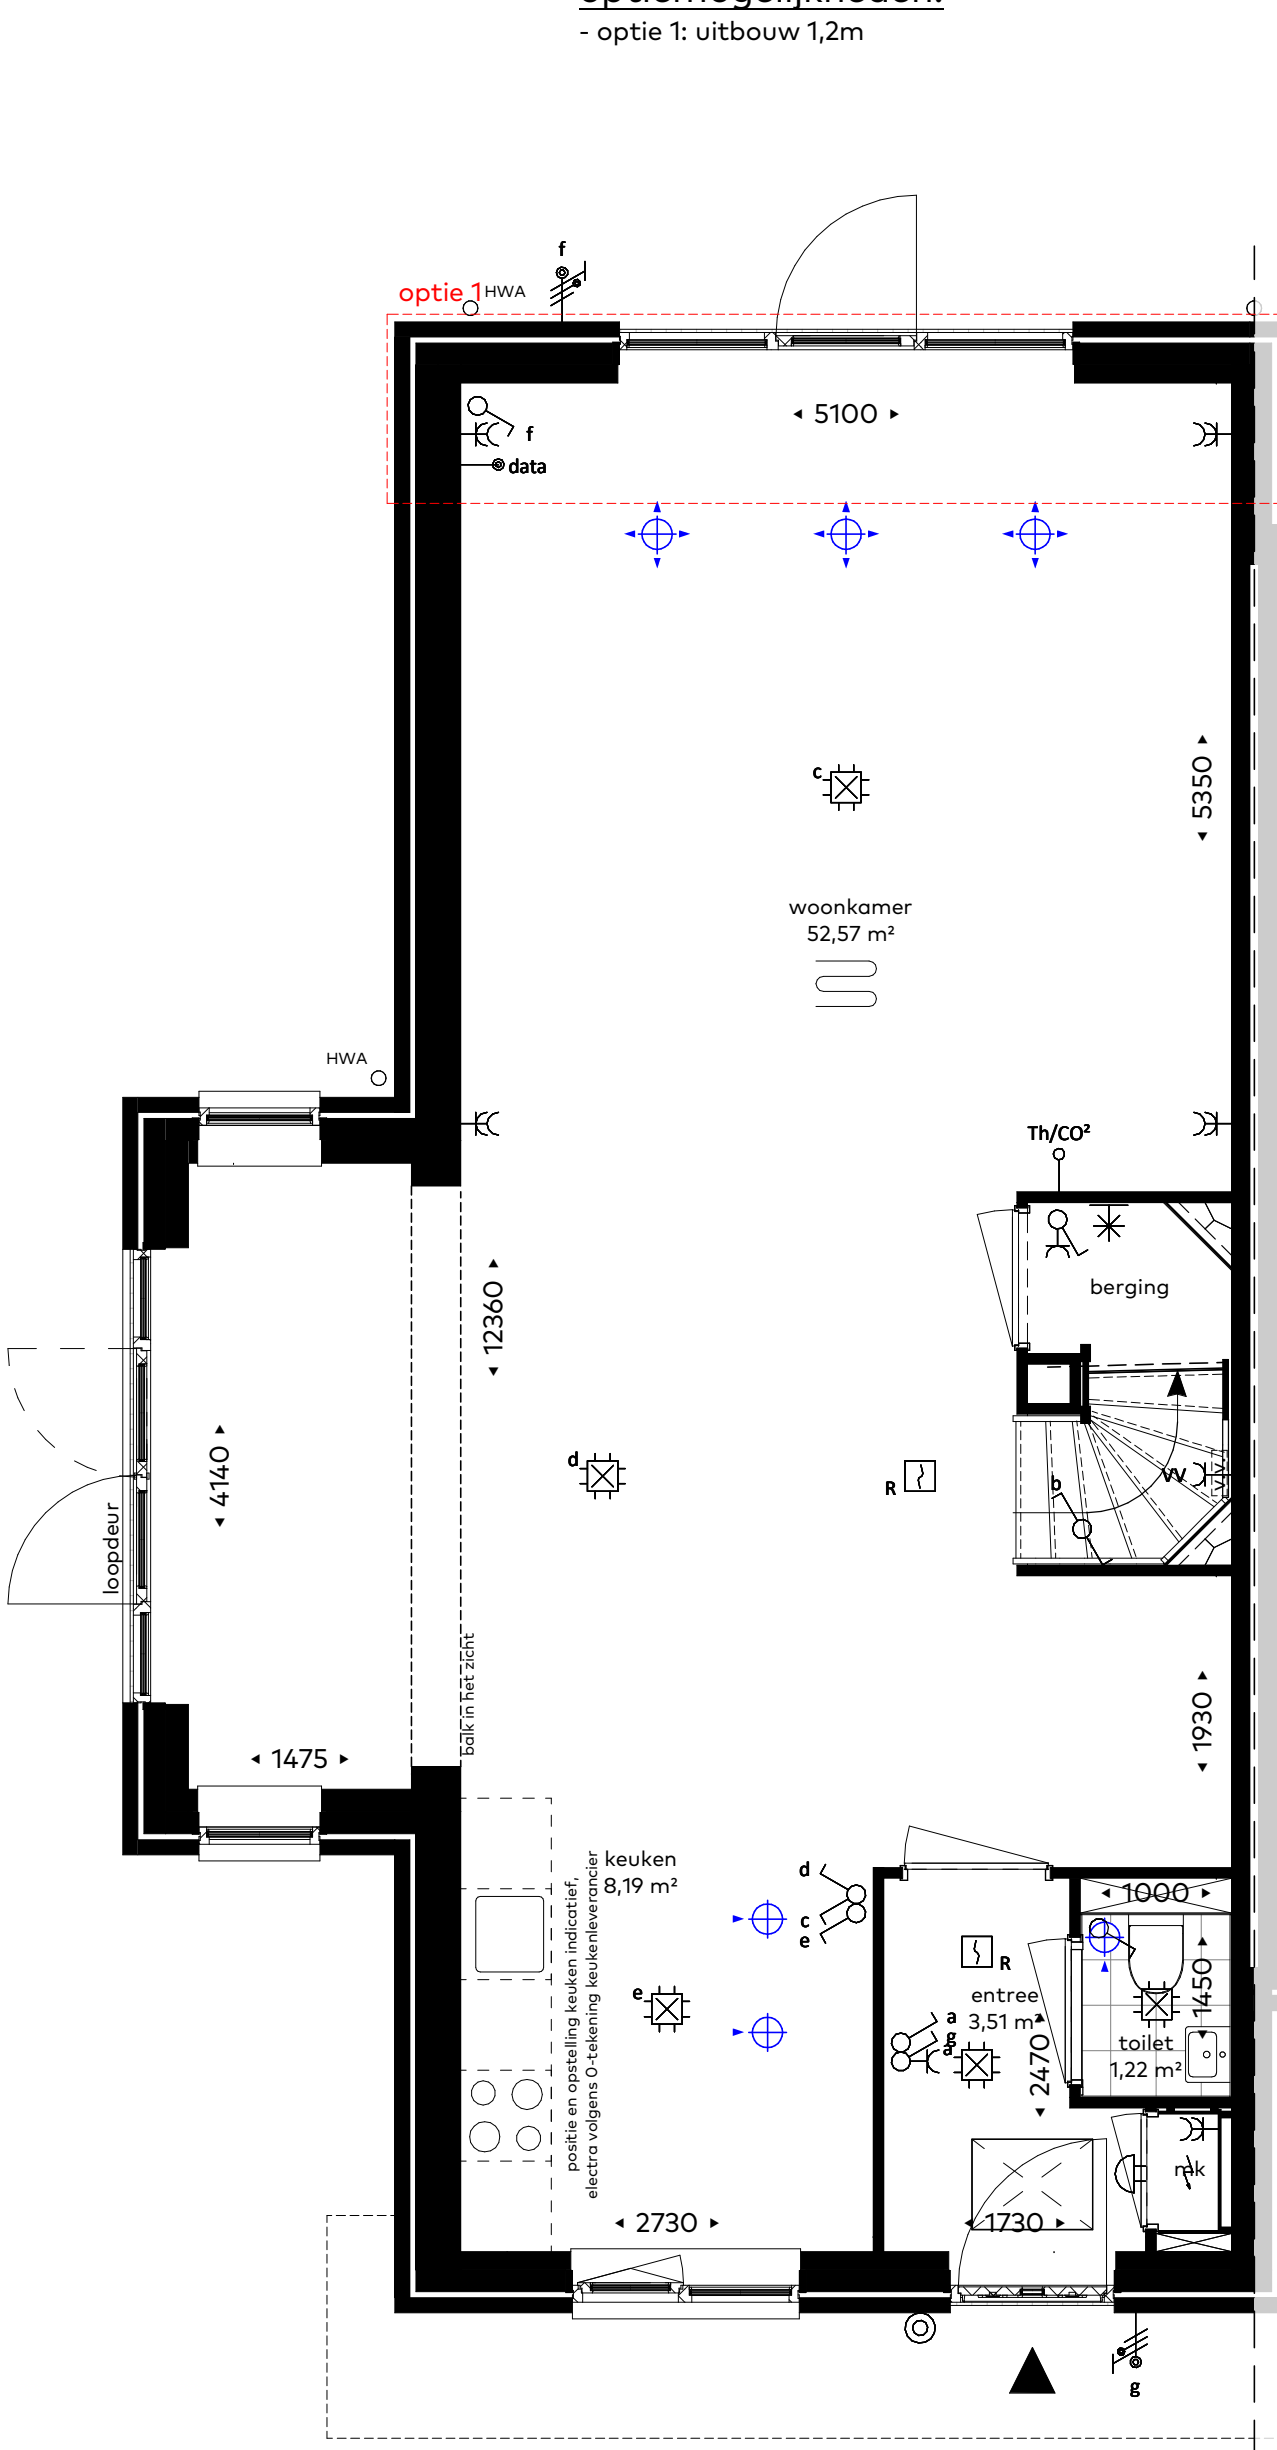 optiemogelijkheden:
- optie 1: uitbouw 1,2m
f
optie 1
HWA
5100
f
data
c
5350
woonkamer
52,57 m²
HWA
Th/CO²
berging
12360
4140
d
R
b
VV
loopdeur
balk in het zicht
1930
1475
keuken
8,19 m²
positie en opstelling keuken indicatief,
electra volgens 0-tekening keukenleverancier
d
c
e
1000
R
entree
3,51 m²
e
a
g
a
2470
1450
toilet
1,22 m²
mk
2730
1730
g